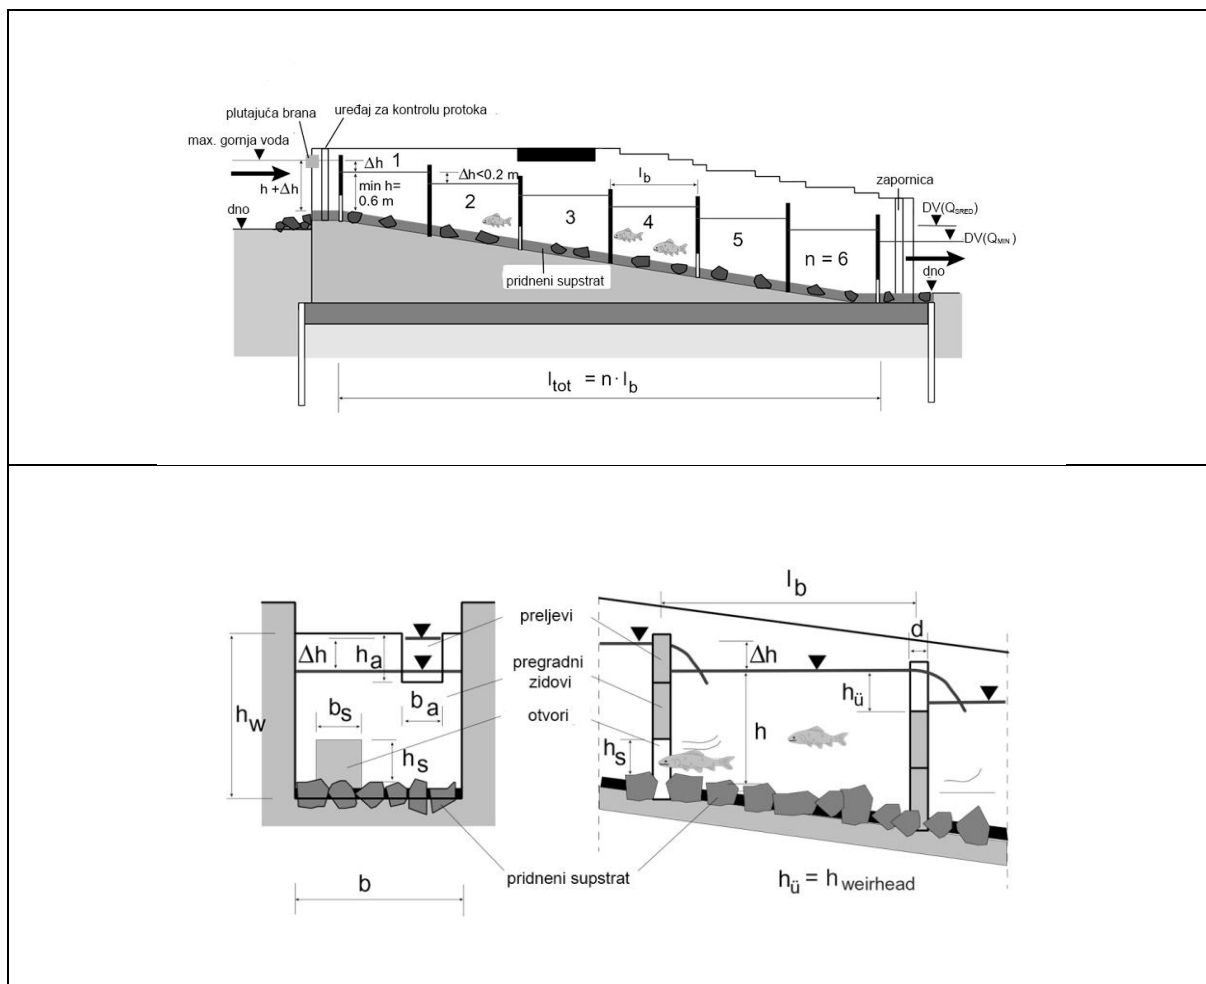 plutajuća brana
uređaj za kontrolu protoka
max. gornja voda
Δh
1
h +Δh
min h=
0.6 m
Δh<0.2 m
l_b
zapornica
dno
2
3
4
5
n = 6
DV(Q_SRED)
DV(Q_MIN)
dno
pridneni supstrat
l_tot = n · l_b
l_b
preljevi
d
Δh
h_a
Δh
pregradni
zidovi
h_ü
h_w
b_s
b_a
otvori
h
h_s
h_s
pridneni supstrat
b
h_ü = h_weirhead